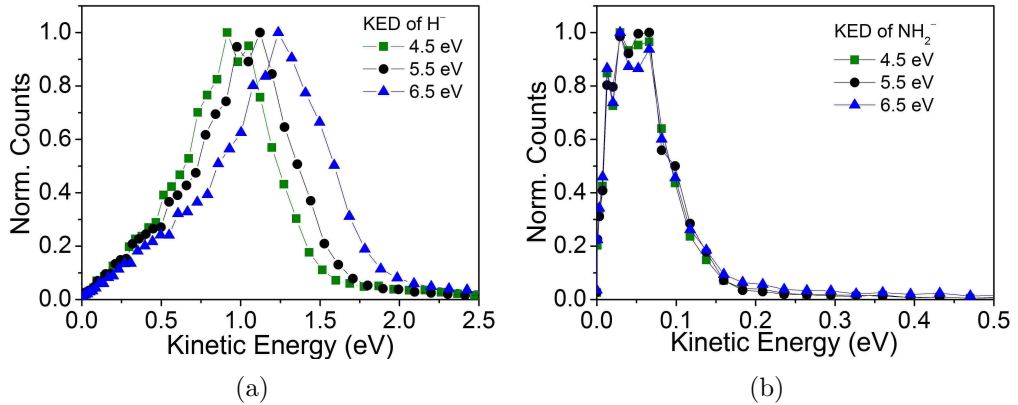 KED of H⁻
4.5 eV
5.5 eV
6.5 eV
1.0
0.8
0.6
0.4
0.2
0.0
Norm. Counts
0.0 0.5 1.0 1.5 2.0 2.5
Kinetic Energy (eV)
(a)
KED of NH₂⁻
4.5 eV
5.5 eV
6.5 eV
1.0
0.8
0.6
0.4
0.2
0.0
Norm. Counts
0.0 0.1 0.2 0.3 0.4 0.5
Kinetic Energy (eV)
(b)